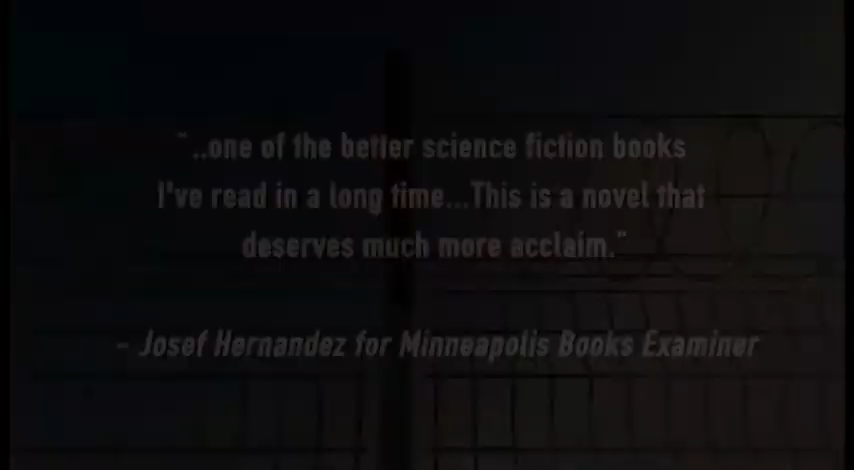 "..one of the better science fiction books
I've read in a long time...This is a novel that
deserves much more acclaim."
- Josef Hernandez for Minneapolis Books Examiner